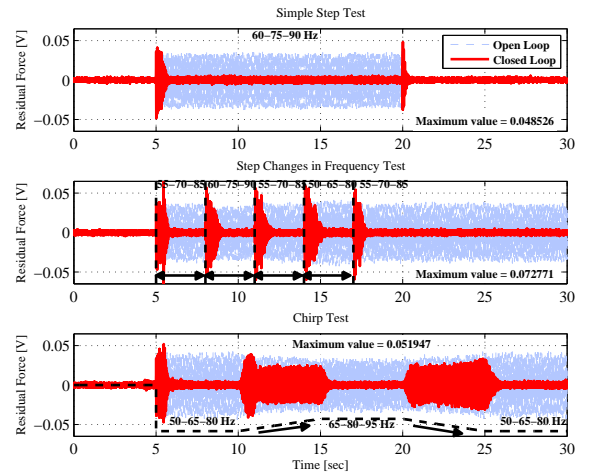 Simple Step Test
60–75–90 Hz
Open Loop
Closed Loop
Maximum value = 0.048526
Residual Force [V]
0.05
0
−0.05
0 5 10 15 20 25 30
Step Changes in Frequency Test
55–70–85 60–75–90 55–70–85 50–65–80 55–70–85
Maximum value = 0.072771
Residual Force [V]
0.05
0
−0.05
0 5 10 15 20 25 30
Chirp Test
Maximum value = 0.051947
50–65–80 Hz 65–80–95 Hz 50–65–80 Hz
Residual Force [V]
0.05
0
−0.05
0 5 10 15 20 25 30
Time [sec]